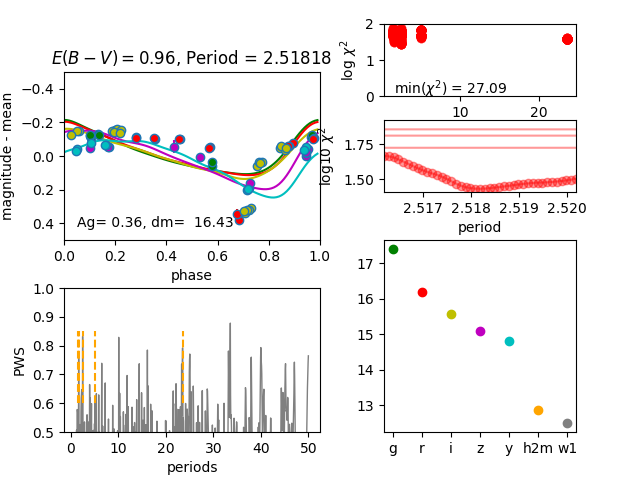 E(B − V) = 0.96, Period = 2.51818
magnitude - mean
−0.4
−0.2
0.0
0.2
0.4
Ag= 0.36, dm= 16.43
0.0 0.2 0.4 0.6 0.8 1.0
phase
log χ²
2
1
0
min(χ²) = 27.09
10 20
log10 χ²
1.75
1.50
2.517 2.518 2.519 2.520
period
PWS
1.0
0.9
0.8
0.7
0.6
0.5
0 10 20 30 40 50
periods
17
16
15
14
13
g r i z y h2m w1